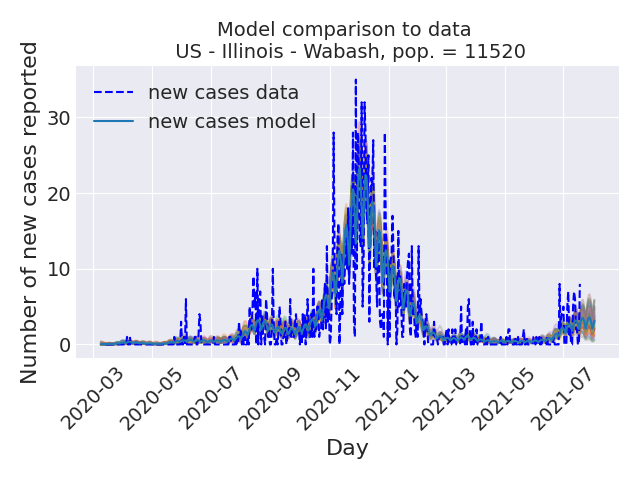 Model comparison to data
US - Illinois - Wabash, pop. = 11520
Number of new cases reported
30
20
10
0
new cases data
new cases model
2020-03
2020-05
2020-07
2020-09
2020-11
2021-01
2021-03
2021-05
2021-07
Day